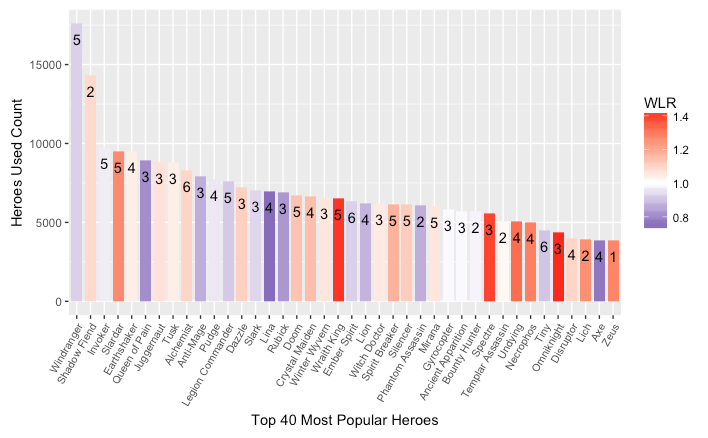 Heroes Used Count
15000
10000
5000
0
5
2
5
5
4
3
3
3
6
3
4
5
3
3
4
3
5
4
3
5
6
4
3
5
5
2
5
3
3
2
3
2
4
4
6
3
4
2
4
1
Windranger
Shadow Fiend
Invoker
Slardar
Earthshaker
Queen of Pain
Juggernaut
Tusk
Alchemist
Anti-Mage
Pudge
Legion Commander
Dazzle
Slark
Lina
Rubick
Doom
Crystal Maiden
Winter Wyvern
Wraith King
Ember Spirit
Lion
Witch Doctor
Spirit Breaker
Silencer
Phantom Assassin
Mirana
Gyrocopter
Ancient Apparition
Bounty Hunter
Spectre
Templar Assassin
Undying
Necrophos
Tiny
Omniknight
Disruptor
Lich
Axe
Zeus
Top 40 Most Popular Heroes
WLR
1.4
1.2
1.0
0.8